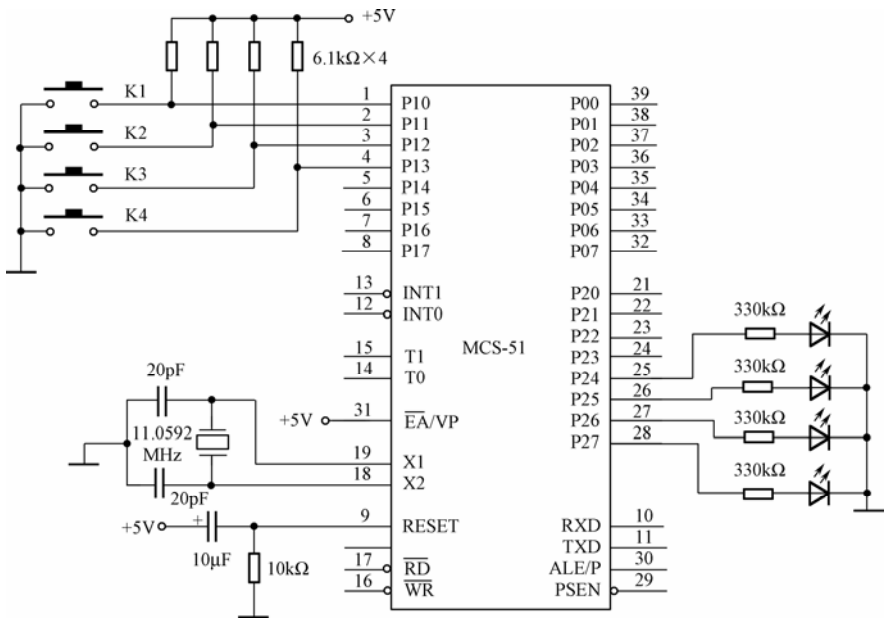 +5V
6.1kΩ×4
K1
K2
K3
K4
1 P10
2 P11
3 P12
4 P13
5 P14
6 P15
7 P16
8 P17
13 INT1
12 INT0
15 T1
14 T0
+5V 31 EA/VP
20pF
11.0592
MHz
20pF
19 X1
18 X2
+5V
+
10μF
10kΩ
9 RESET
17 RD
16 WR
MCS-51
P00 39
P01 38
P02 37
P03 36
P04 35
P05 34
P06 33
P07 32
P20 21
P21 22
P22 23
P23 24
P24 25
P25 26
P26 27
P27 28
330kΩ
330kΩ
330kΩ
330kΩ
RXD 10
TXD 11
ALE/P 30
PSEN 29